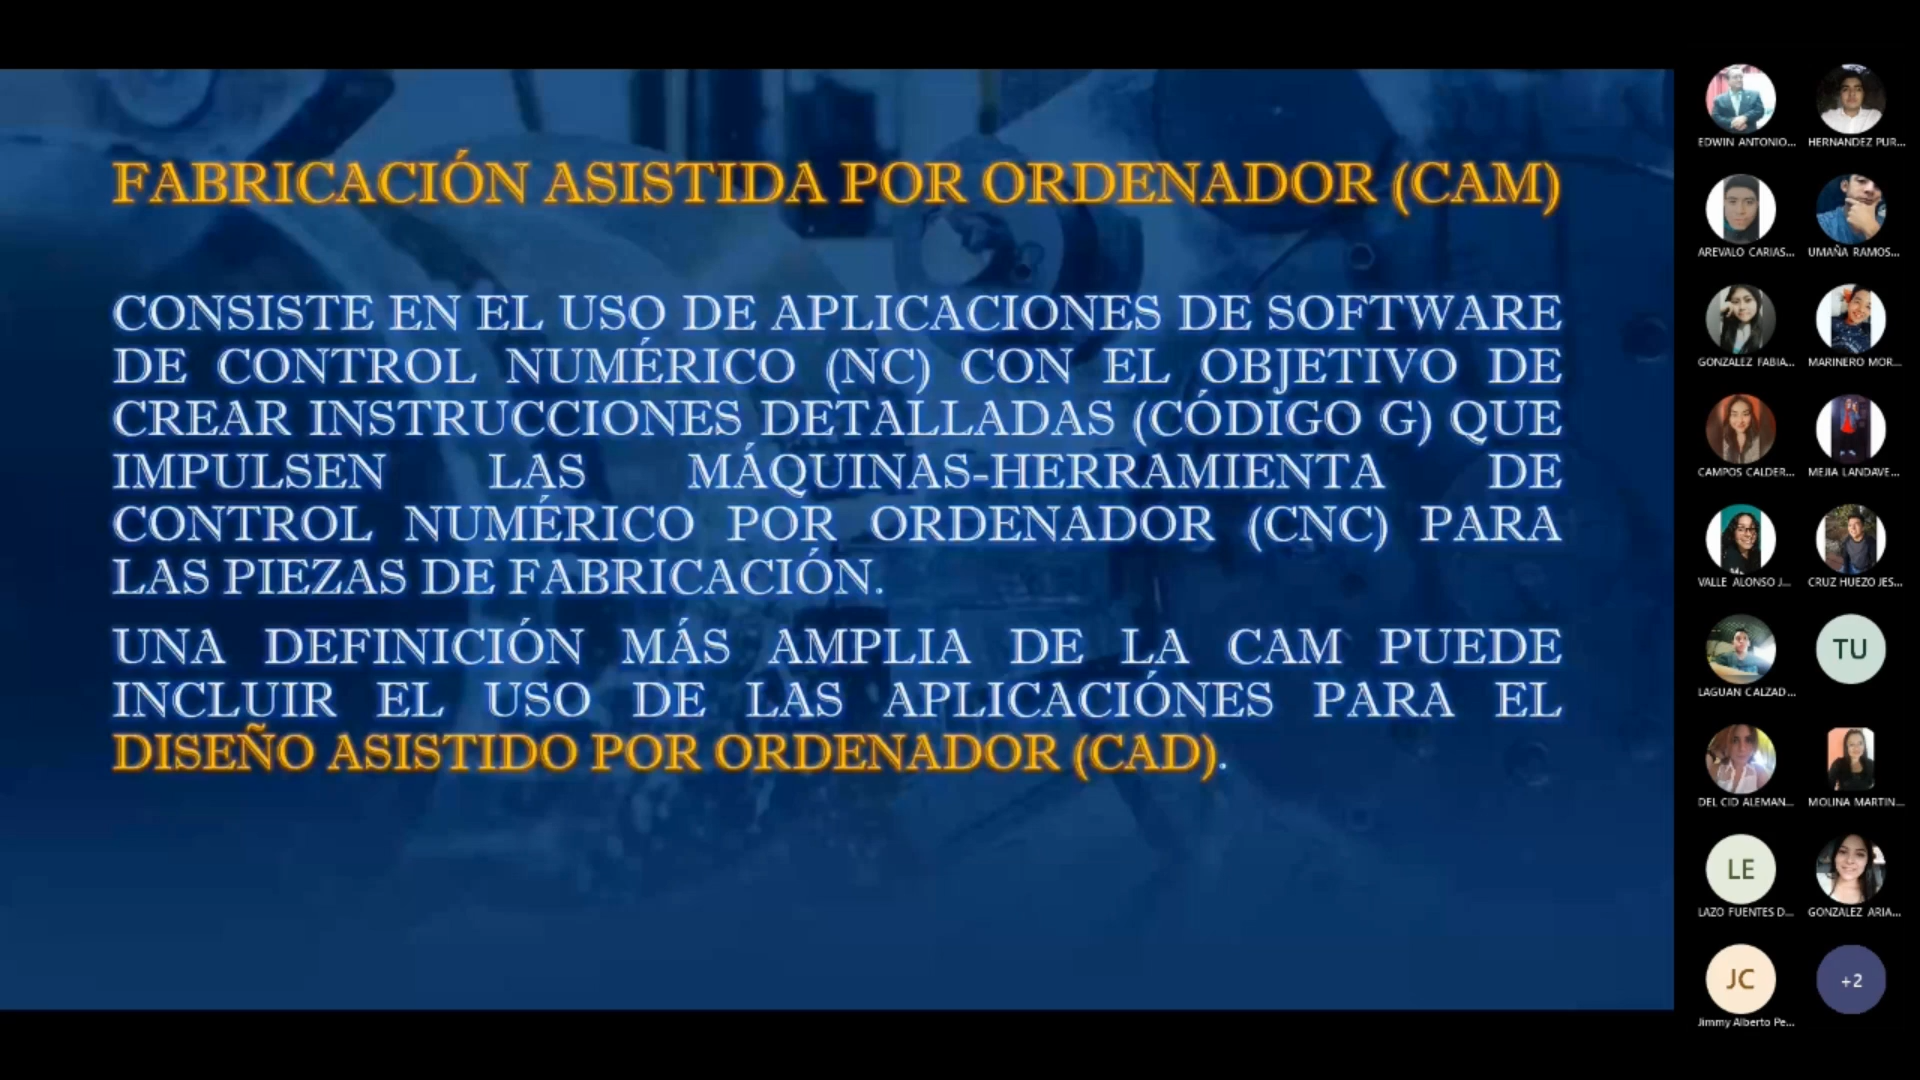 FABRICACIÓN ASISTIDA POR ORDENADOR (CAM)
CONSISTE EN EL USO DE APLICACIONES DE SOFTWARE
DE CONTROL NUMÉRICO (NC) CON EL OBJETIVO DE
CREAR INSTRUCCIONES DETALLADAS (CÓDIGO G) QUE
IMPULSEN LAS MÁQUINAS-HERRAMIENTA DE
CONTROL NUMÉRICO POR ORDENADOR (CNC) PARA
LAS PIEZAS DE FABRICACIÓN.
UNA DEFINICIÓN MÁS AMPLIA DE LA CAM PUEDE
INCLUIR EL USO DE LAS APLICACIÓNES PARA EL
DISEÑO ASISTIDO POR ORDENADOR (CAD).
EDWIN ANTONIO...
HERNANDEZ PUR...
AREVALO CARIAS...
UMAÑA RAMOS...
GONZALEZ FABIA...
MARINERO MOR...
CAMPOS CALDER...
MEJIA LANDAVE...
VALLE ALONSO J...
CRUZ HUEZO JES...
LAGUAN CALZAD...
TU
DEL CID ALEMAN...
MOLINA MARTIN...
LE
LAZO FUENTES D...
GONZALEZ ARIA...
JC
Jimmy Alberto Pe...
+2